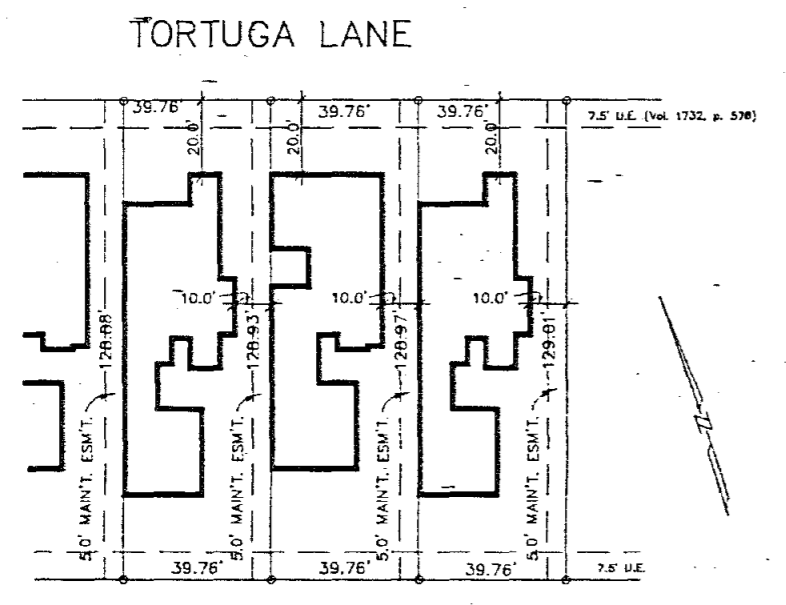 TORTUGA LANE
39.76'
39.76'
39.76'
7.5' U.E. (Vol. 1732, p. 578)
20.0'
20.0'
20.0'
10.0'
10.0'
10.0'
128.88'
128.93'
128.97'
129.01'
5.0' MAIN'T. ESM'T.
5.0' MAIN'T. ESM'T.
5.0' MAIN'T. ESM'T.
5.0' MAIN'T. ESM'T.
N
39.76'
39.76'
39.76'
7.5' U.E.